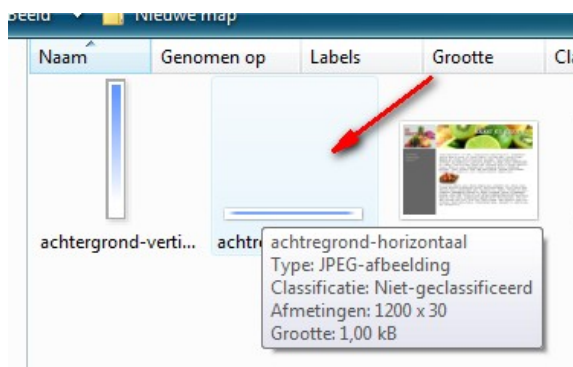 Beeld Nieuwe map
Naam Genomen op Labels Grootte
achtergrond-verti... achtre
achtregrond-horizontaal
Type: JPEG-afbeelding
Classificatie: Niet-geclassificeerd
Afmetingen: 1200 x 30
Grootte: 1,00 kB